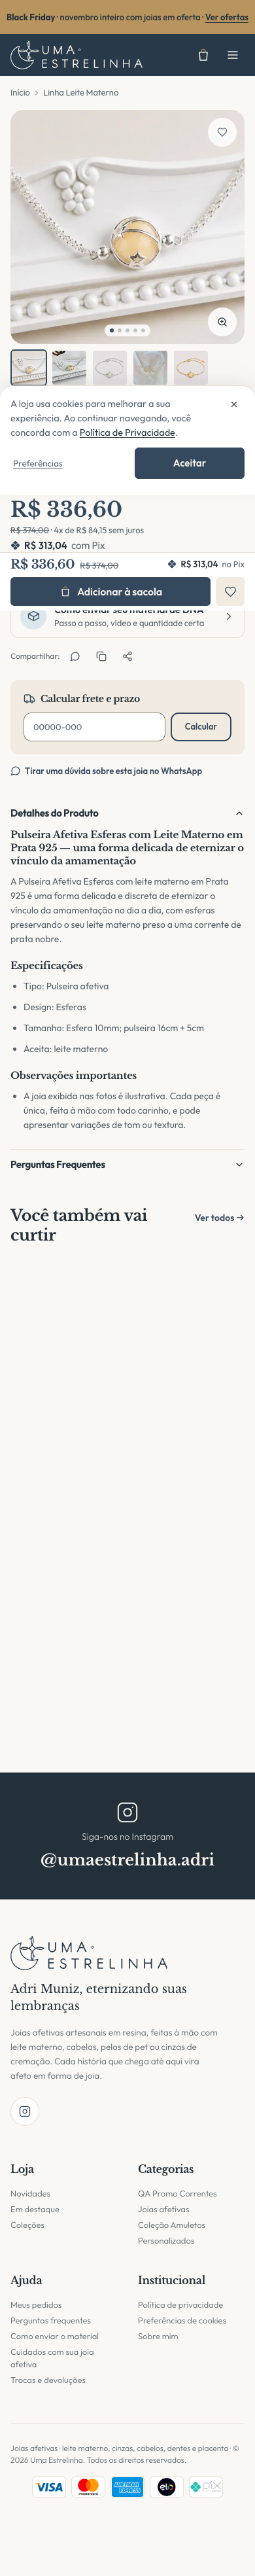 Black Friday · novembro inteiro com joias em oferta · Ver ofertas
UMA
ESTRELINHA
Início > Linha Leite Materno
A loja usa cookies para melhorar a sua
experiência. Ao continuar navegando, você
concorda com a Política de Privacidade.
Preferências
Aceitar
R$ 336,60
R$ 374,00 · 4x de R$ 84,15 sem juros
R$ 313,04 com Pix
R$ 336,60 R$ 374,00
R$ 313,04 no Pix
Adicionar à sacola
Como enviar seu material de DNA
Passo a passo, vídeo e quantidade certa
Compartilhar:
Calcular frete e prazo
00000-000
Calcular
Tirar uma dúvida sobre esta joia no WhatsApp
Detalhes do Produto
Pulseira Afetiva Esferas com Leite Materno em
Prata 925 — uma forma delicada de eternizar o
vínculo da amamentação
A Pulseira Afetiva Esferas com leite materno em Prata
925 é uma forma delicada e discreta de eternizar o
vínculo da amamentação no dia a dia, com esferas
preservando o seu leite materno preso a uma corrente de
prata nobre.
Especificações
Tipo: Pulseira afetiva
Design: Esferas
Tamanho: Esfera 10mm; pulseira 16cm + 5cm
Aceita: leite materno
Observações importantes
A joia exibida nas fotos é ilustrativa. Cada peça é
única, feita à mão com todo carinho, e pode
apresentar variações de tom ou textura.
Perguntas Frequentes
Você também vai
curtir
Ver todos →
Siga-nos no Instagram
@umaestrelinha.adri
UMA
ESTRELINHA
Adri Muniz, eternizando suas
lembranças
Joias afetivas artesanais em resina, feitas à mão com
leite materno, cabelos, pelos de pet ou cinzas de
cremação. Cada história que chega até aqui vira
afeto em forma de joia.
Loja
Novidades
Em destaque
Coleções
Categorias
QA Promo Correntes
Joias afetivas
Coleção Amuletos
Personalizados
Ajuda
Meus pedidos
Perguntas frequentes
Como enviar o material
Cuidados com sua joia
afetiva
Trocas e devoluções
Institucional
Política de privacidade
Preferências de cookies
Sobre mim
Joias afetivas · leite materno, cinzas, cabelos, dentes e placenta · ©
2026 Uma Estrelinha. Todos os direitos reservados.
VISA
mastercard
AMERICAN
EXPRESS
elo
pix